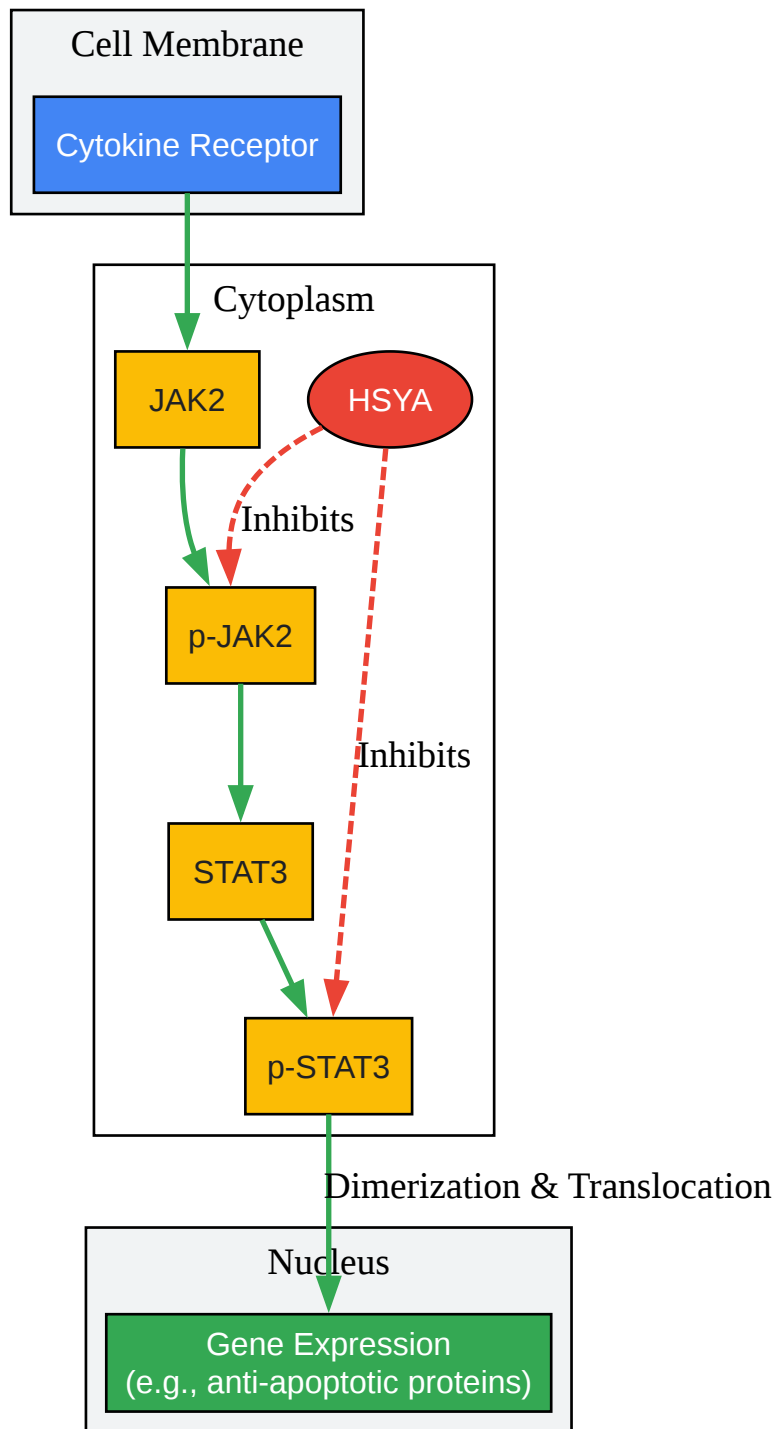 Cell Membrane
Cytokine Receptor
Cytoplasm
JAK2
HSYA
Inhibits
p-JAK2
Inhibits
STAT3
p-STAT3
Dimerization & Translocation
Nucleus
Gene Expression
(e.g., anti-apoptotic proteins)